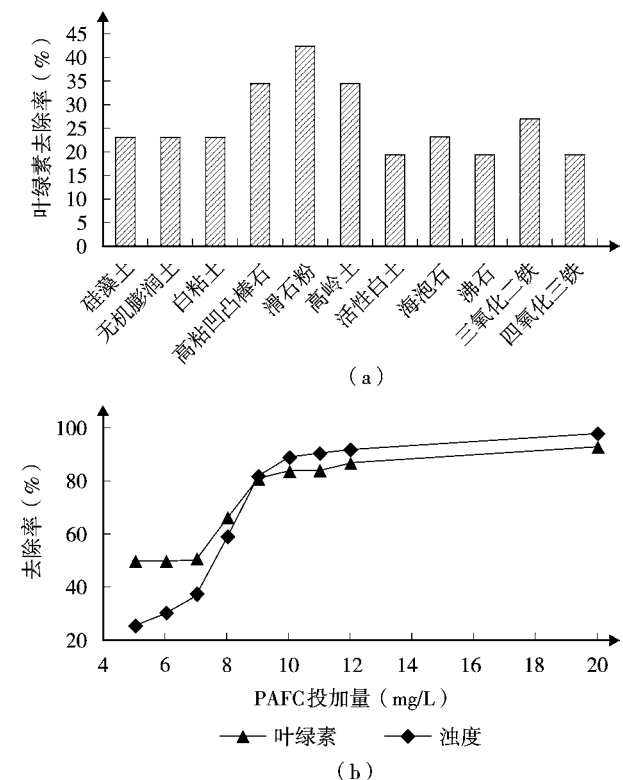 叶绿素去除率（%）
45
40
35
30
25
20
15
10
5
0
硅藻土
无机膨润土
白粘土
高粘凹凸棒石
滑石粉
高岭土
活性白土
海泡石
沸石
三氧化二铁
四氧化三铁
（a）
去除率（%）
100
80
60
40
20
4 6 8 10 12 14 16 18 20
PAFC投加量（mg/L）
叶绿素 浊度
（b）